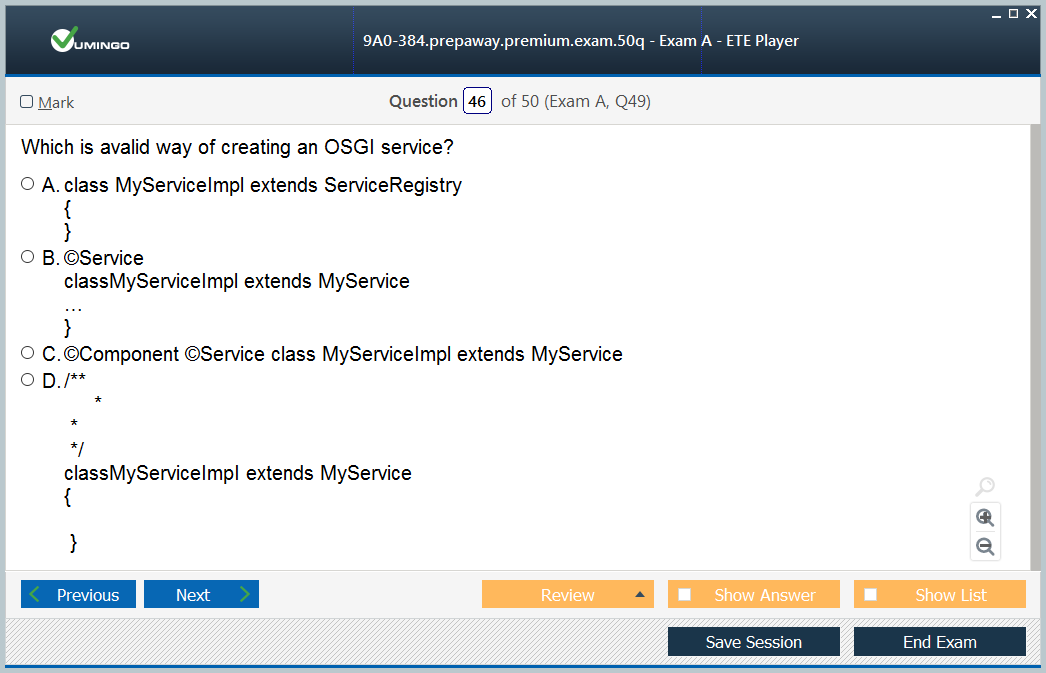 VUMINGO
9A0-384.prepaway.premium.exam.50q - Exam A - ETE Player
Mark
Question 46 of 50 (Exam A, Q49)
Which is avalid way of creating an OSGI service?
A. class MyServiceImpl extends ServiceRegistry
{
}
B. ©Service
classMyServiceImpl extends MyService
...
}
C. ©Component ©Service class MyServiceImpl extends MyService
D. /**
*
*
*/
classMyServiceImpI extends MyService
{
}
Previous Next Review Show Answer Show List
Save Session End Exam